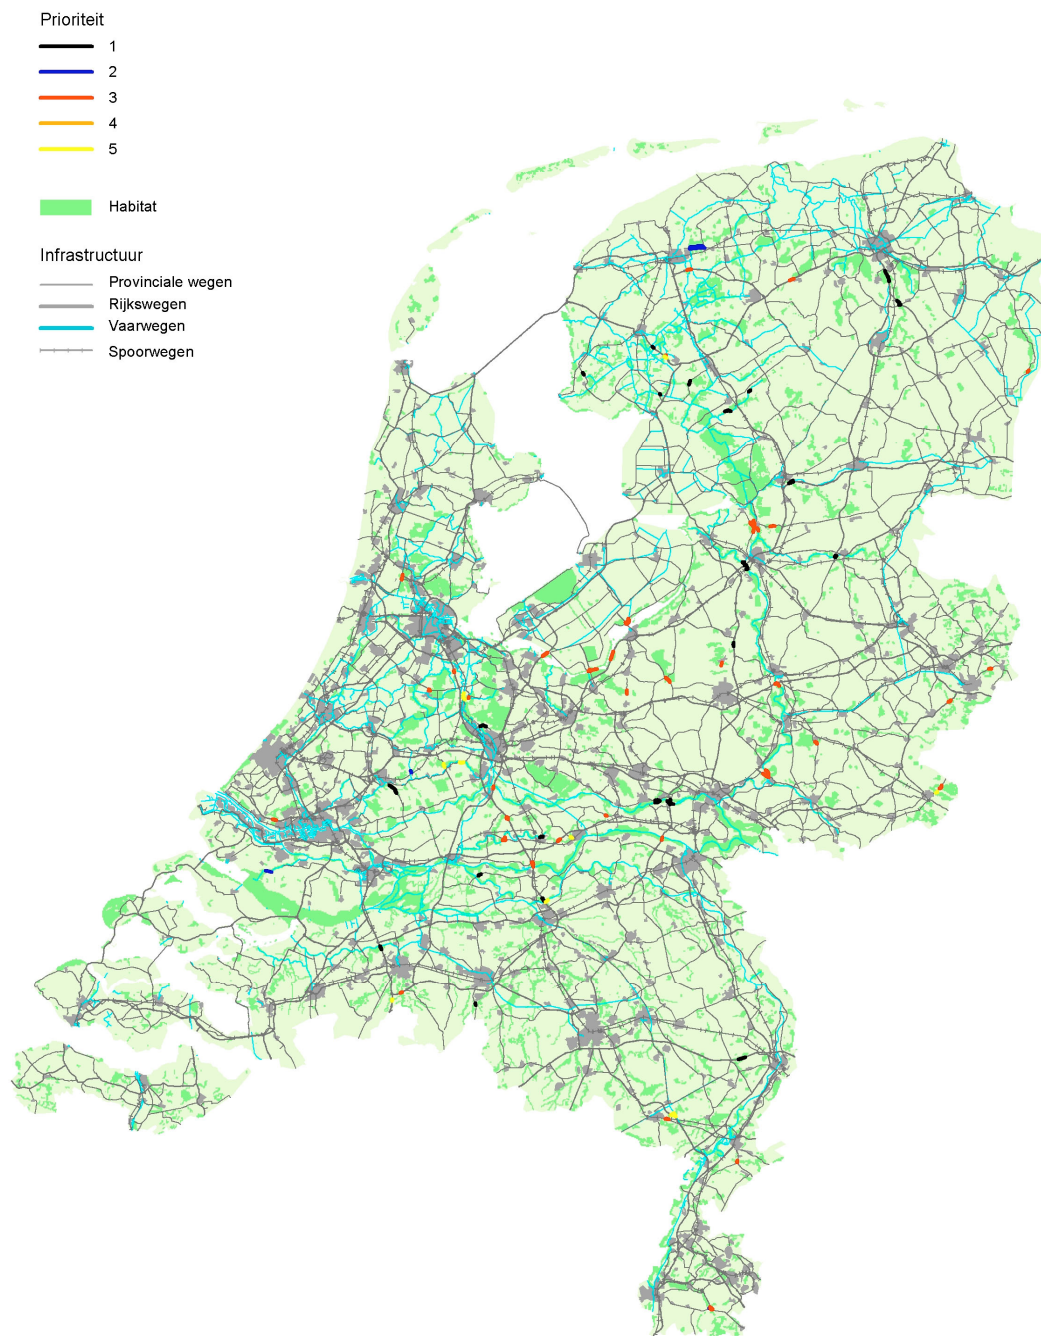 Prioriteit
1
2
3
4
5
Habitat
Infrastructuur
Provinciale wegen
Rijkswegen
Vaarwegen
Spoorwegen